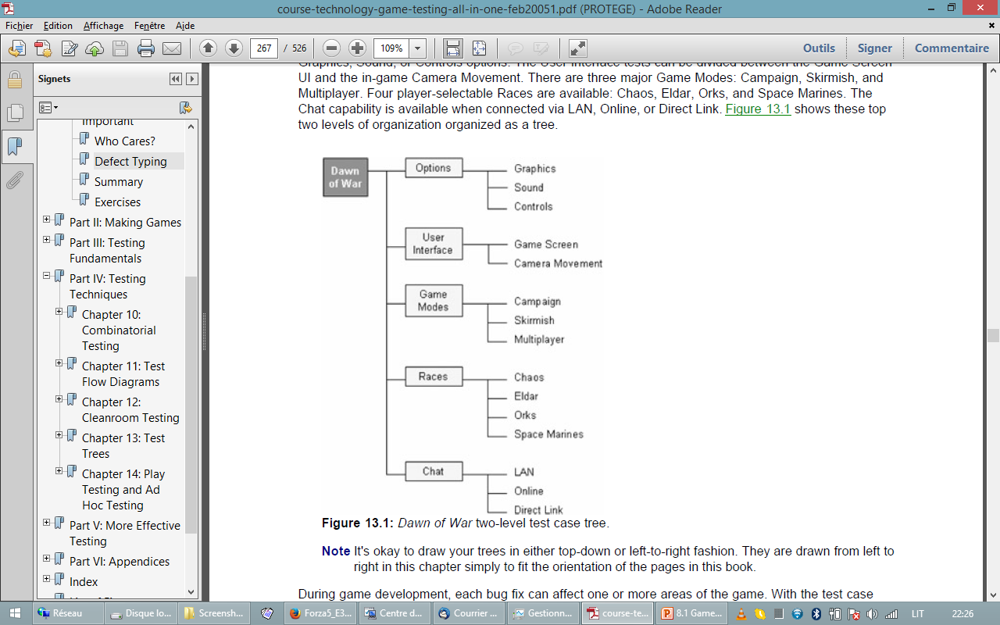 course-technology-game-testing-all-in-one-feb20051.pdf (PROTEGE) - Adobe Reader
Fichier Edition Affichage Fenêtre Aide
267 / 526 109% Outils Signer Commentaire
Signets
Important
Who Cares?
Defect Typing
Summary
Exercises
Part II: Making Games
Part III: Testing
Fundamentals
Part IV: Testing
Techniques
Chapter 10:
Combinatorial
Testing
Chapter 11: Test
Flow Diagrams
Chapter 12:
Cleanroom Testing
Chapter 13: Test
Trees
Chapter 14: Play
Testing and Ad
Hoc Testing
Part V: More Effective
Testing
Part VI: Appendices
Index
Graphics, Sound, or Controls options. The User Interface tests can be divided between the Game Screen
UI and the in-game Camera Movement. There are three major Game Modes: Campaign, Skirmish, and
Multiplayer. Four player-selectable Races are available: Chaos, Eldar, Orks, and Space Marines. The
Chat capability is available when connected via LAN, Online, or Direct Link. Figure 13.1 shows these top
two levels of organization organized as a tree.
Dawn
of War
Options
Graphics
Sound
Controls
User
Interface
Game Screen
Camera Movement
Game
Modes
Campaign
Skirmish
Multiplayer
Races
Chaos
Eldar
Orks
Space Marines
Chat
LAN
Online
Direct Link
Figure 13.1: Dawn of War two-level test case tree.
Note It's okay to draw your trees in either top-down or left-to-right fashion. They are drawn from left to
right in this chapter simply to fit the orientation of the pages in this book.
During game development, each bug fix can affect one or more areas of the game. With the test case
Réseau Disque lo... Screensh... Forza5_E3... Centre d... Courrier ... Gestionn... course-te... 8.1 Game... LIT 22:26